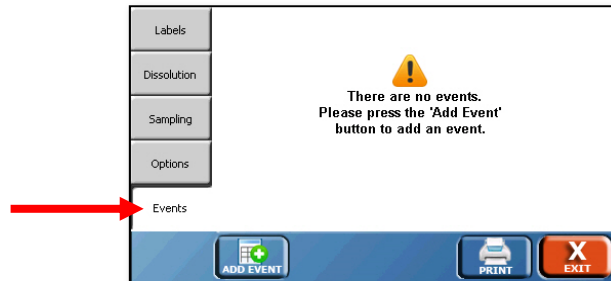 Labels
Dissolution
Sampling
Options
Events
There are no events.
Please press the 'Add Event'
button to add an event.
ADD EVENT
PRINT
X
EXIT